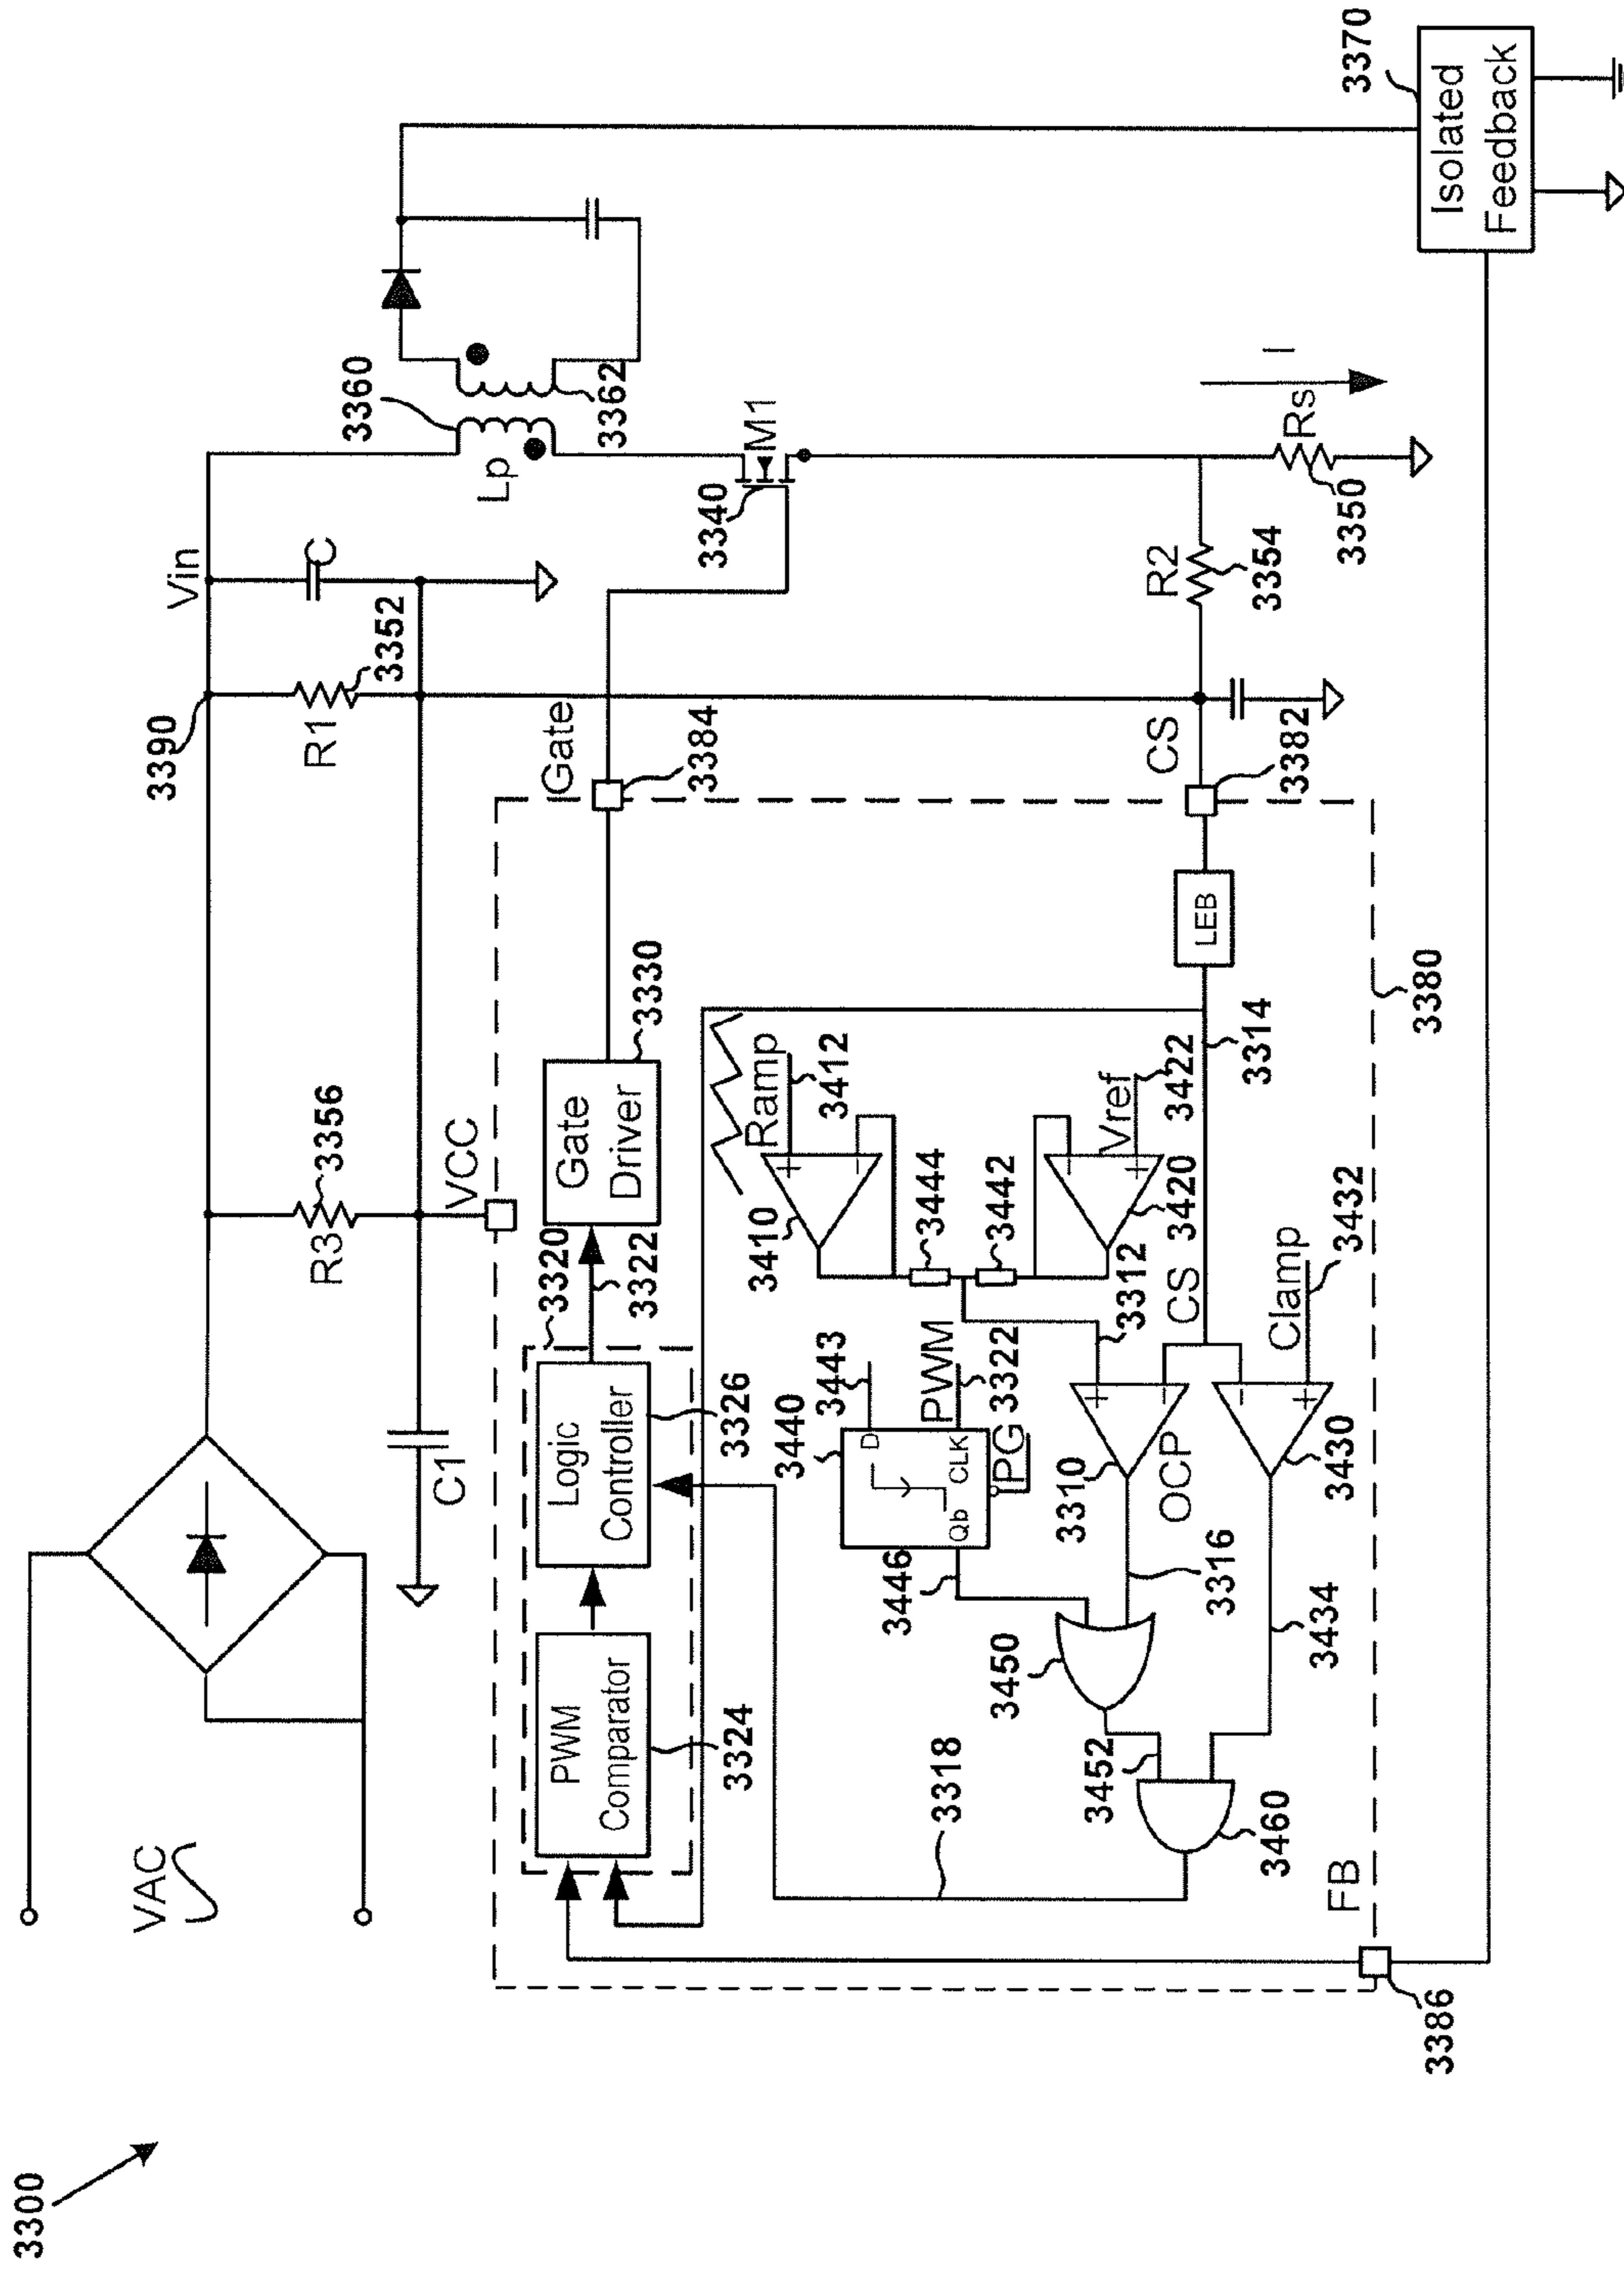 3300
VAC
C1
R3
3356
VCC
3390
R1
3352
Vin
C
Lp
3360
3362
3340
M1
Gate
3384
PWM
Comparator
3324
Logic
Controller
3326
3320
3322
Gate
Driver
3330
Ramp
3412
3410
3444
3442
Vref
3422
3420
3312
3443
3440
D
CLK
Qb
PWM
3322
PG
3446
3450
3310
OCP
3316
CS
3314
LEB
CS
3382
R2
3354
Rs
3350
I
Clamp
3432
3430
3434
3452
3460
3318
FB
3386
3380
Isolated
Feedback
3370